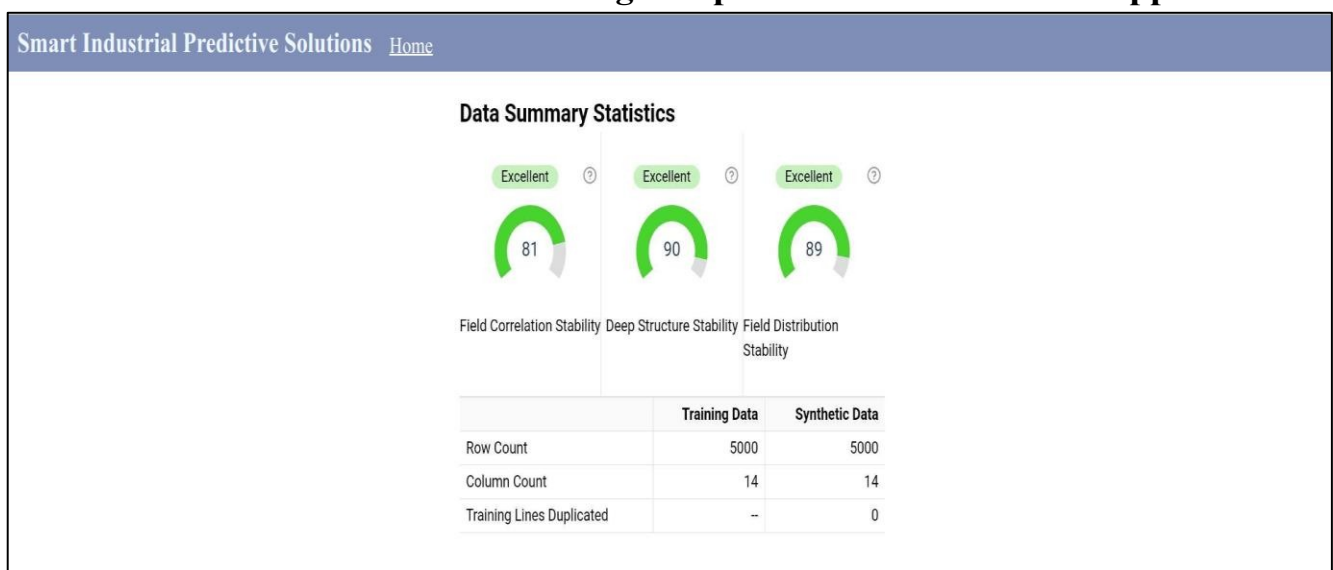 Smart Industrial Predictive Solutions Home
Data Summary Statistics
Excellent ? Excellent ? Excellent ?
81 90 89
Field Correlation Stability Deep Structure Stability Field Distribution
Stability
Training Data Synthetic Data
Row Count 5000 5000
Column Count 14 14
Training Lines Duplicated -- 0